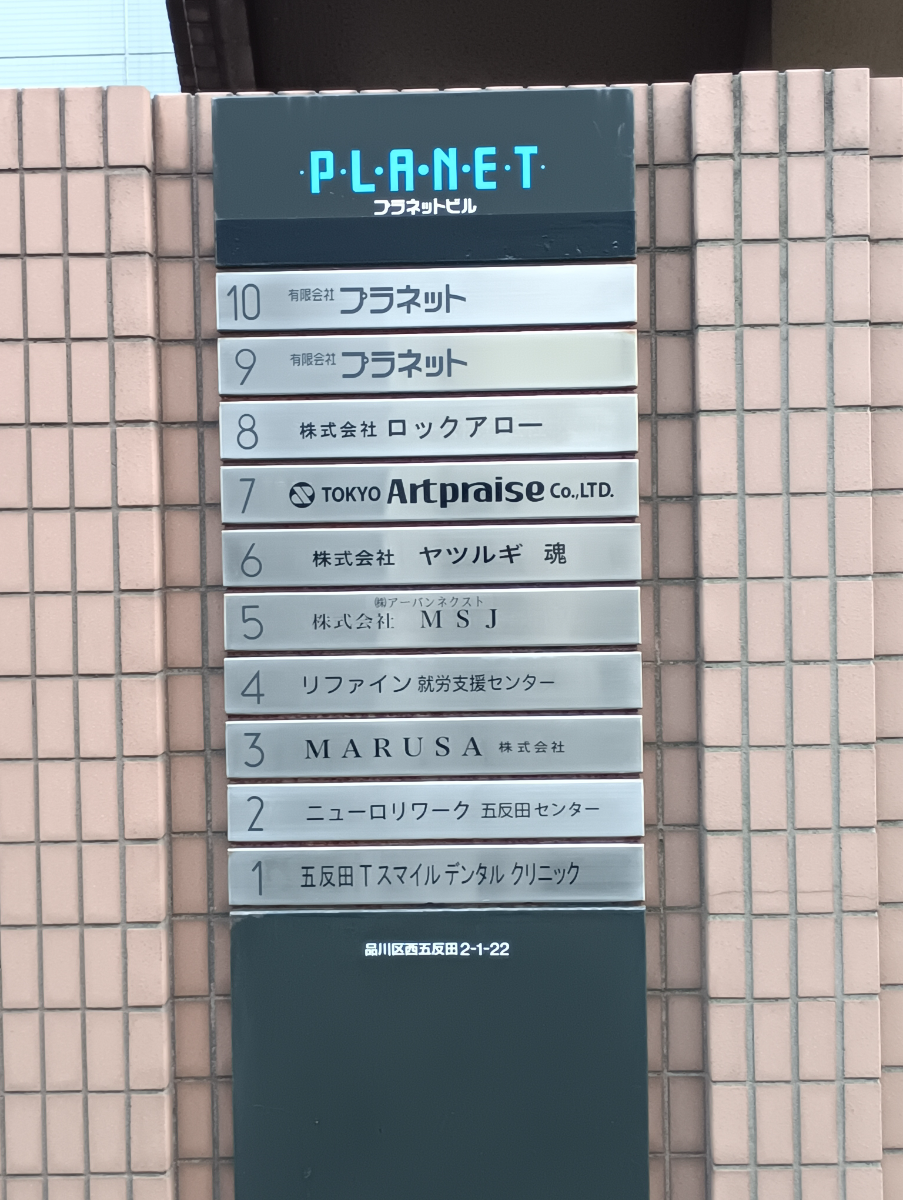 ·P·L·A·N·E·T·
プラネットビル
10 有限会社 プラネット
9 有限会社 プラネット
8 株式会社 ロックアロー
7 TOKYO Artpraise Co.,LTD.
6 株式会社 ヤツルギ 魂
㈱アーバンネクスト
5 株式会社 MSJ
4 リファイン 就労支援センター
3 MARUSA 株式会社
2 ニューロリワーク 五反田センター
1 五反田Tスマイルデンタルクリニック
品川区西五反田2-1-22